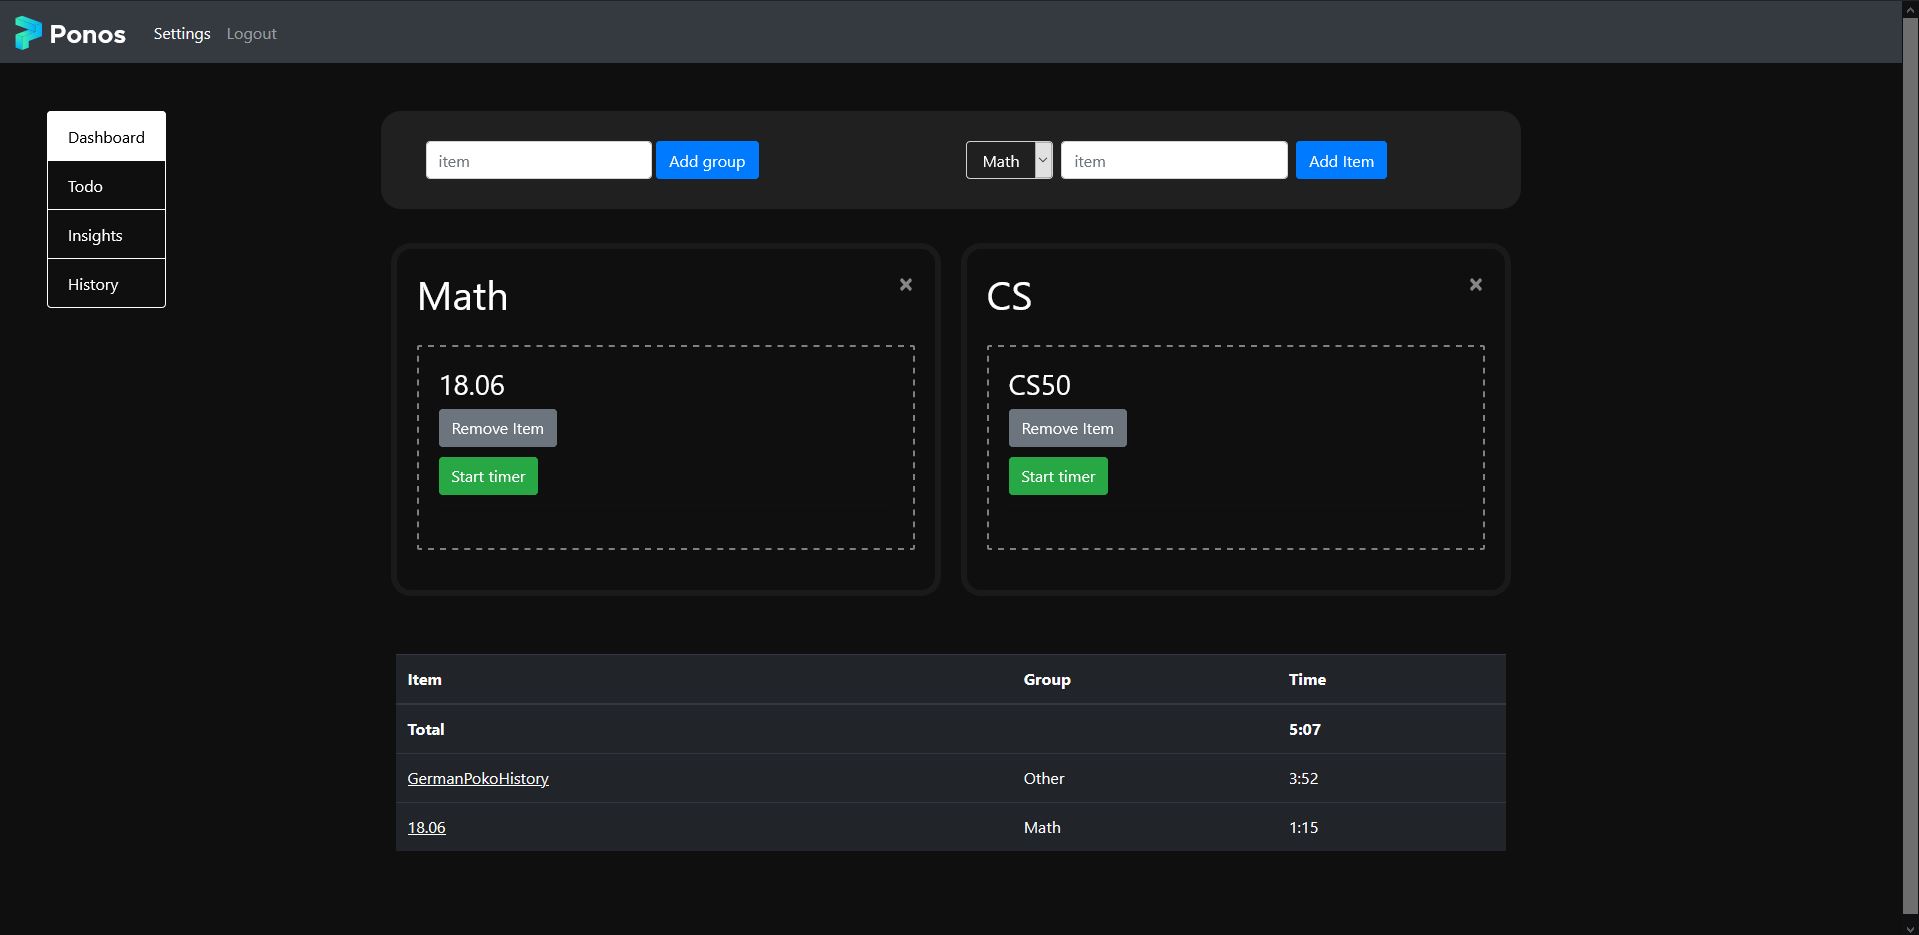 Ponos Settings Logout
Dashboard
Todo
Insights
History
item Add group Math item Add Item
Math
18.06
Remove Item
Start timer
CS
CS50
Remove Item
Start timer
Item Group Time
Total 5:07
GermanPokoHistory Other 3:52
18.06 Math 1:15